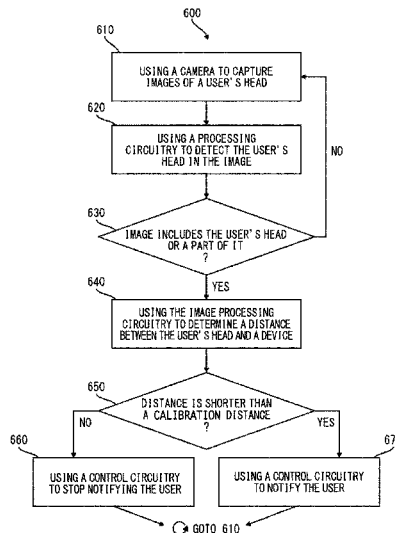 600
610
USING A CAMERA TO CAPTURE
IMAGES OF A USER'S HEAD
620
USING A PROCESSING
CIRCUITRY TO DETECT THE USER'S
HEAD IN THE IMAGE
NO
630
IMAGE INCLUDES THE USER'S HEAD
OR A PART OF IT
?
YES
640
USING THE IMAGE PROCESSING
CIRCUITRY TO DETERMINE A DISTANCE
BETWEEN THE USER'S HEAD AND A DEVICE
650
DISTANCE IS SHORTER THAN
A CALIBRATION DISTANCE
?
NO
YES
660
USING A CONTROL CIRCUITRY
TO STOP NOTIFYING THE USER
USING A CONTROL CIRCUITRY
TO NOTIFY THE USER
GOTO 610